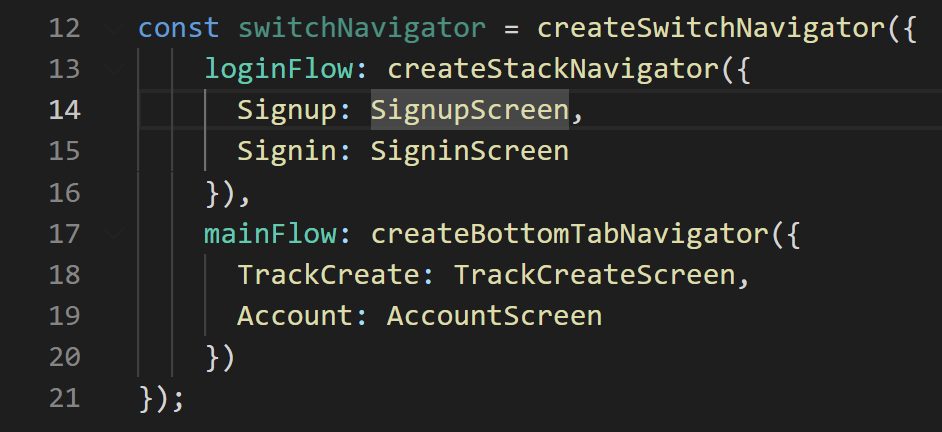 12 const switchNavigator = createSwitchNavigator({
13     loginFlow: createStackNavigator({
14       Signup: SignupScreen,
15       Signin: SigninScreen
16     }),
17     mainFlow: createBottomTabNavigator({
18       TrackCreate: TrackCreateScreen,
19       Account: AccountScreen
20     })
21 });